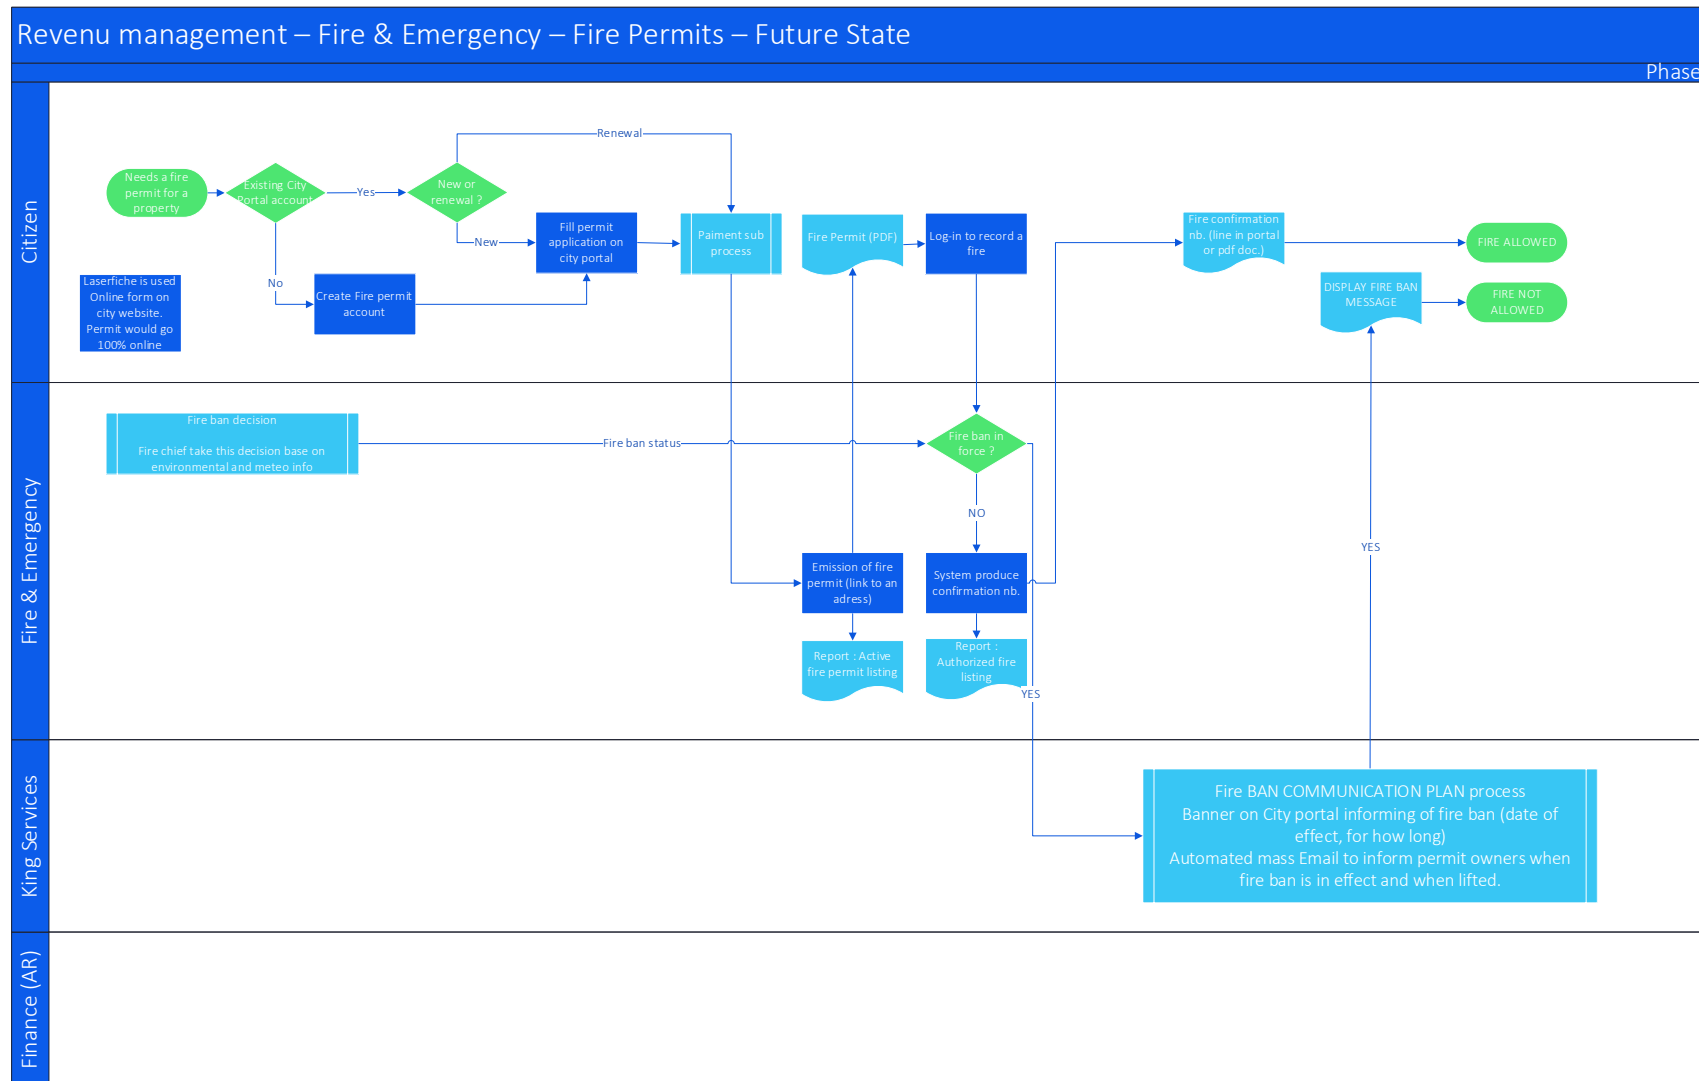 Revenu management – Fire & Emergency – Fire Permits – Future State
Phase
Citizen
Renewal
Needs a fire
permit for a
property
Existing City
Portal account
Yes
New or
renewal ?
New
No
Fill permit
application on
city portal
Paiment sub
process
Fire Permit (PDF)
Log-in to record a
fire
Fire confirmation
nb. (line in portal
or pdf doc.)
FIRE ALLOWED
Laserfiche is used
Online form on
city website.
Permit would go
100% online
Create Fire permit
account
DISPLAY FIRE BAN
MESSAGE
FIRE NOT
ALLOWED
Fire & Emergency
Fire ban decision
Fire chief take this decision base on
environmental and meteo info
Fire ban status
Fire ban in
force ?
NO
YES
Emission of fire
permit (link to an
adress)
System produce
confirmation nb.
Report : Active
fire permit listing
Report :
Authorized fire
listing
YES
King Services
Fire BAN COMMUNICATION PLAN process
Banner on City portal informing of fire ban (date of
effect, for how long)
Automated mass Email to inform permit owners when
fire ban is in effect and when lifted.
Finance (AR)